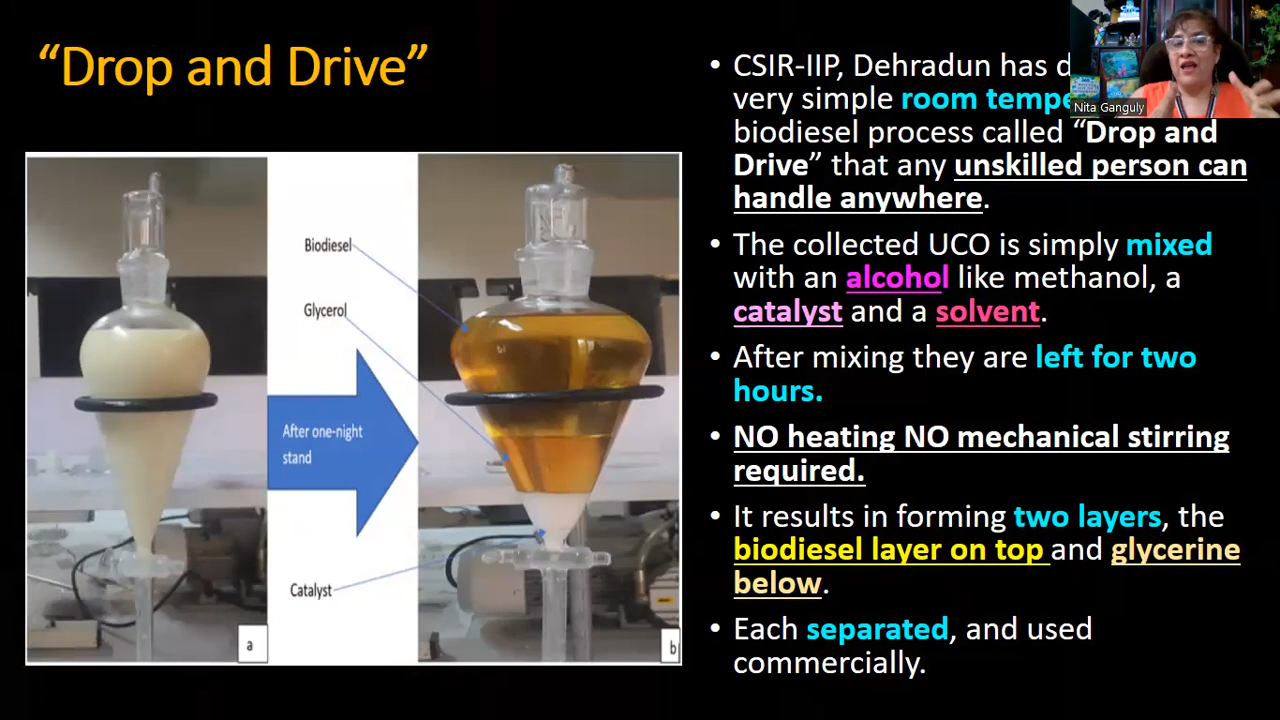 “Drop and Drive”
Biodiesel
Glycerol
After one-night
stand
Catalyst
a
b
• CSIR-IIP, Dehradun has
very simple room
biodiesel process called “Drop and
Drive” that any unskilled person can
handle anywhere.
• The collected UCO is simply mixed
with an alcohol like methanol, a
catalyst and a solvent.
• After mixing they are left for two
hours.
• NO heating NO mechanical stirring
required.
• It results in forming two layers, the
biodiesel layer on top and glycerine
below.
• Each separated, and used
commercially.
Nita Ganguly